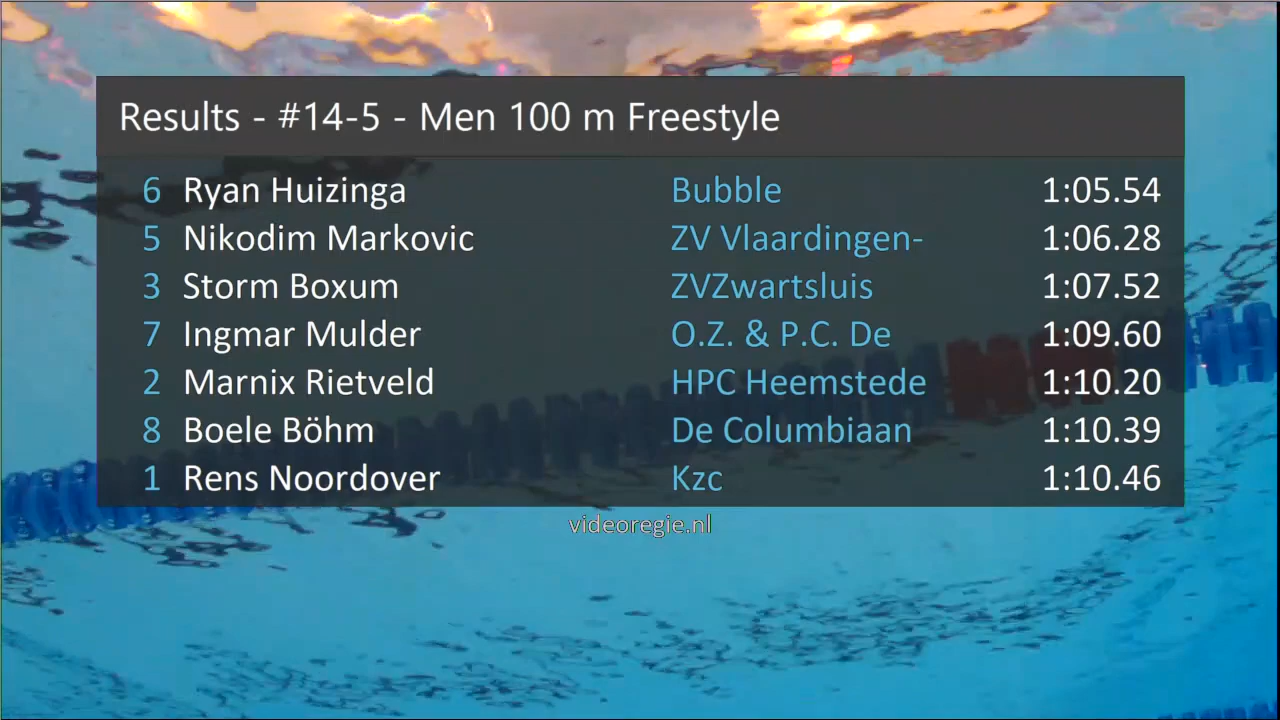 Results - #14-5 - Men 100 m Freestyle
6 Ryan Huizinga Bubble 1:05.54
5 Nikodim Markovic ZV Vlaardingen- 1:06.28
3 Storm Boxum ZVZwartsluis 1:07.52
7 Ingmar Mulder O.Z. & P.C. De 1:09.60
2 Marnix Rietveld HPC Heemstede 1:10.20
8 Boele Böhm De Columbiaan 1:10.39
1 Rens Noordover Kzc 1:10.46
videoregie.nl